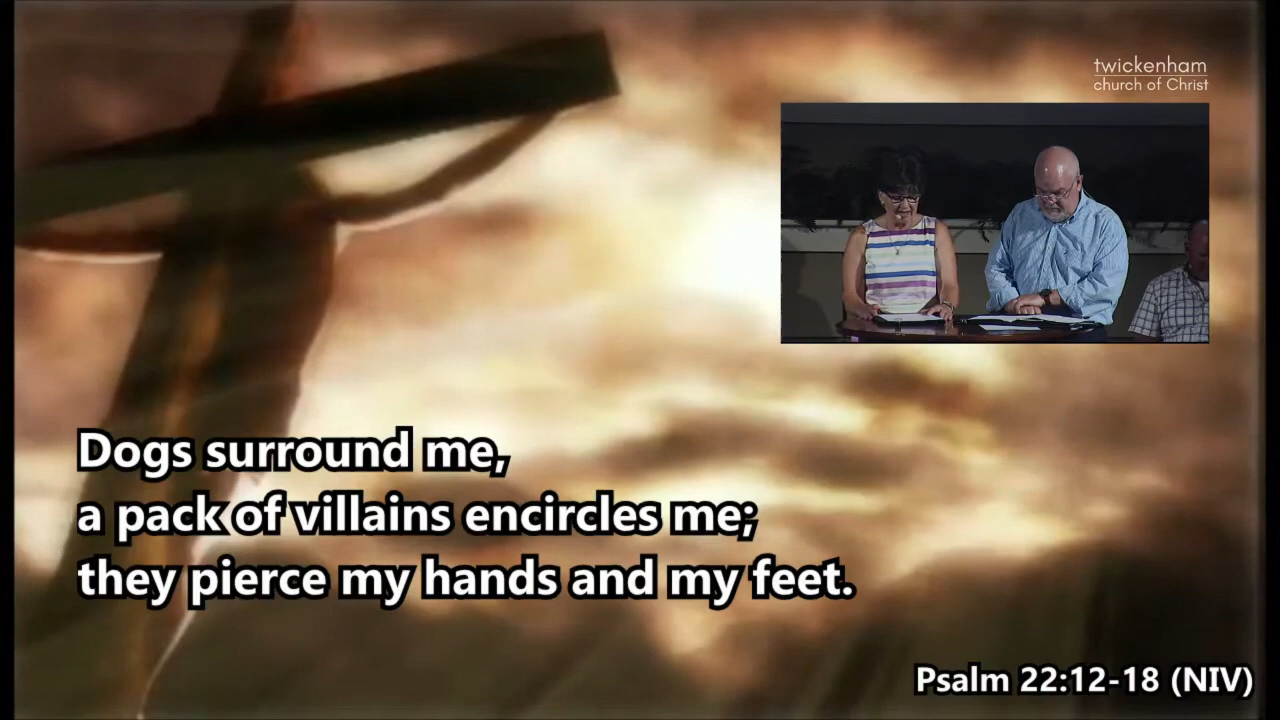 twickenham
church of Christ
Dogs surround me,
a pack of villains encircles me;
they pierce my hands and my feet.
Psalm 22:12-18 (NIV)